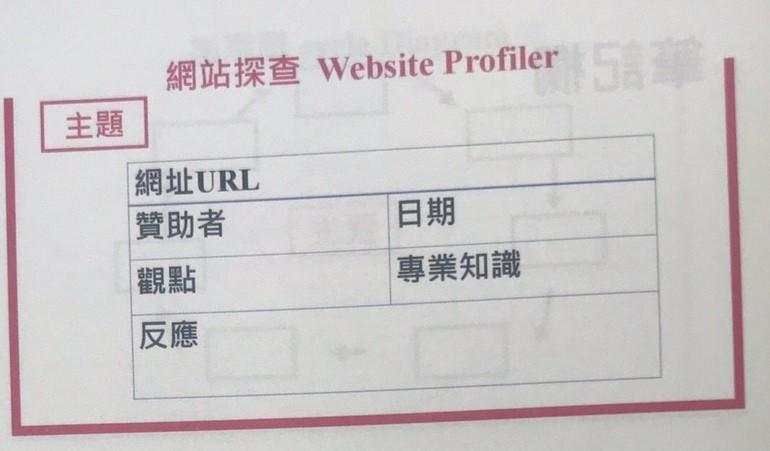 網站探查 Website Profiler
主題
網址URL
贊助者 日期
觀點 專業知識
反應